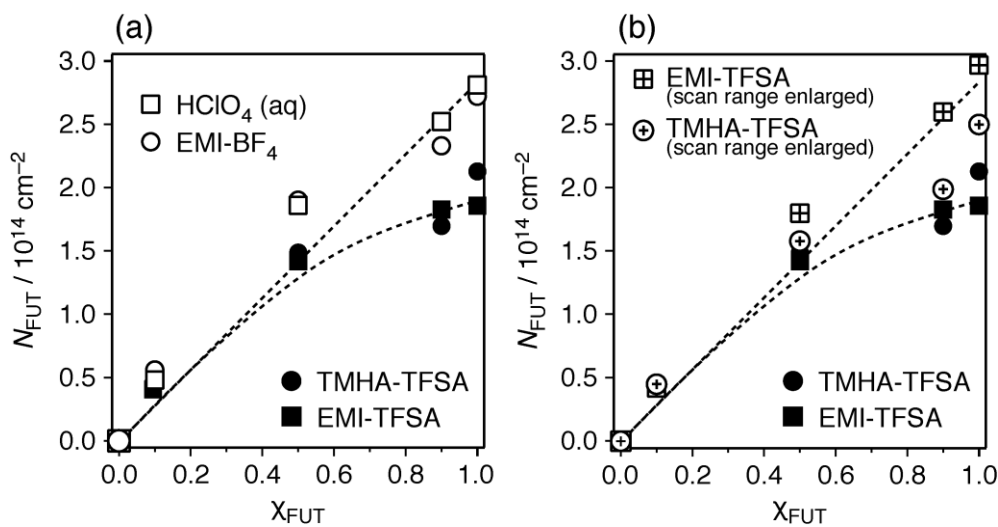 (a)
3.0
2.5
2.0
1.5
1.0
0.5
0.0
N_FUT / 10^14 cm^−2
HClO_4 (aq)
EMI-BF_4
TMHA-TFSA
EMI-TFSA
0.0 0.2 0.4 0.6 0.8 1.0
χ_FUT
(b)
3.0
2.5
2.0
1.5
1.0
0.5
0.0
N_FUT / 10^14 cm^−2
EMI-TFSA
(scan range enlarged)
TMHA-TFSA
(scan range enlarged)
TMHA-TFSA
EMI-TFSA
0.0 0.2 0.4 0.6 0.8 1.0
χ_FUT